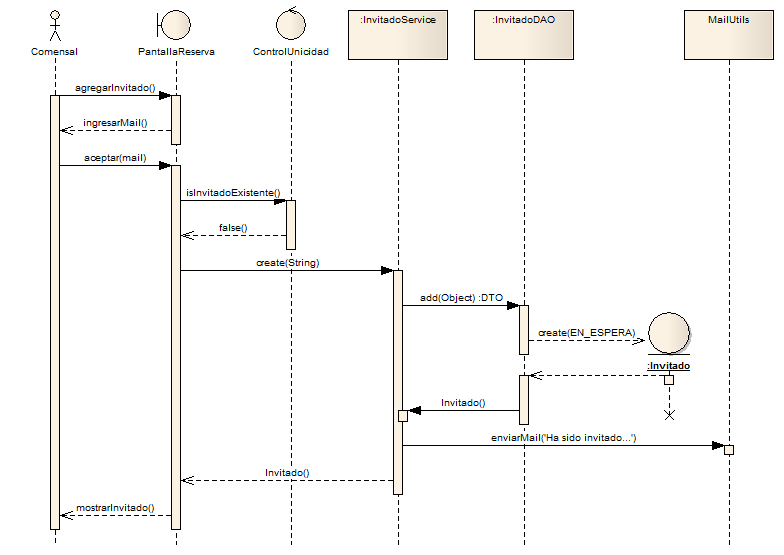 :InvitadoService
:InvitadoDAO
MailUtils
Comensal
PantallaReserva
ControlUnicidad
agregarInvitado()
ingresarMail()
aceptar(mail)
isInvitadoExistente()
false()
create(String)
add(Object) :DTO
create(EN_ESPERA)
:Invitado
Invitado()
enviarMail('Ha sido invitado...')
Invitado()
mostrarInvitado()